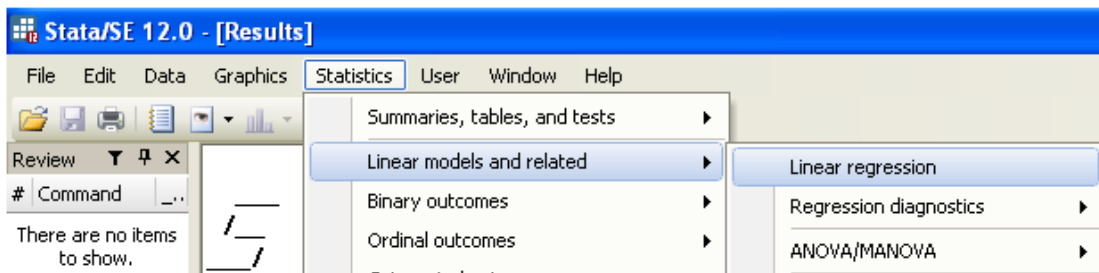 Stata/SE 12.0 - [Results]
File Edit Data Graphics Statistics User Window Help
Summaries, tables, and tests
Review
Linear models and related
Linear regression
# Command _..
Binary outcomes
Regression diagnostics
There are no items
to show.
Ordinal outcomes
ANOVA/MANOVA